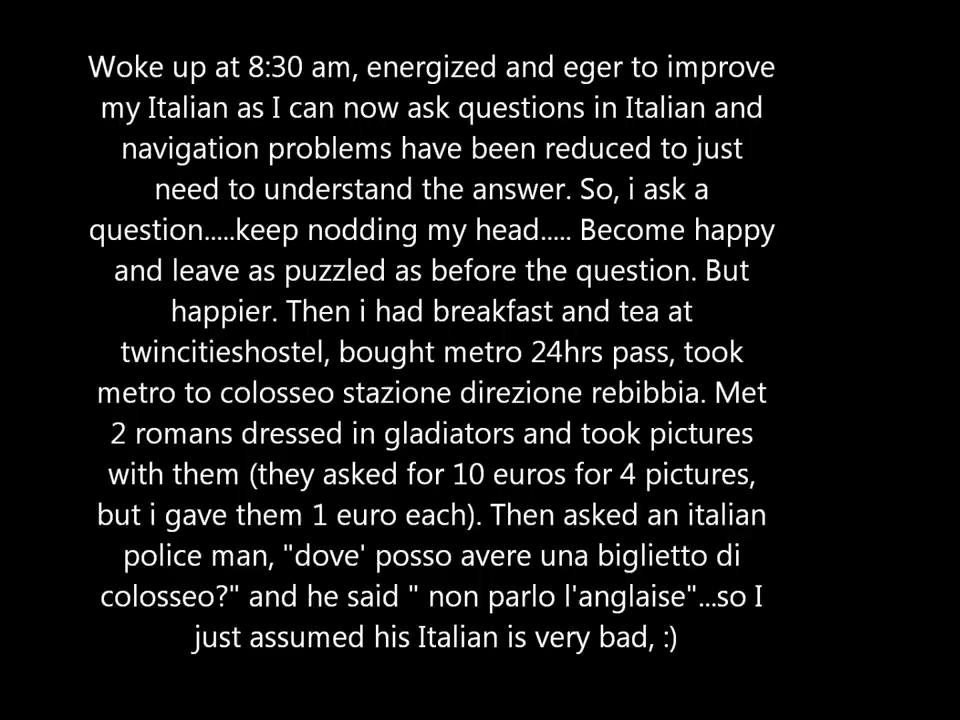 Woke up at 8:30 am, energized and eger to improve
my Italian as I can now ask questions in Italian and
navigation problems have been reduced to just
need to understand the answer. So, i ask a
question.....keep nodding my head..... Become happy
and leave as puzzled as before the question. But
happier. Then i had breakfast and tea at
twincitieshostel, bought metro 24hrs pass, took
metro to colosseo stazione direzione rebibbia. Met
2 romans dressed in gladiators and took pictures
with them (they asked for 10 euros for 4 pictures,
but i gave them 1 euro each). Then asked an italian
police man, "dove' posso avere una biglietto di
colosseo?" and he said " non parlo l'anglaise"...so I
just assumed his Italian is very bad, :)